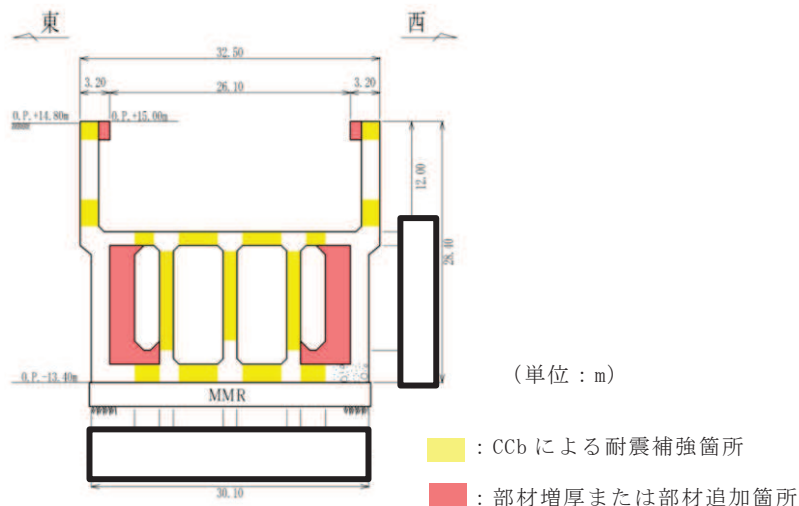 東 西
32.50
3.20 26.10 3.20
O.P.+14.80m O.P.+15.00m
12.00
28.40
O.P.-13.40m
MMR
30.10
(単位：m)
：CCbによる耐震補強箇所
：部材増厚または部材追加箇所